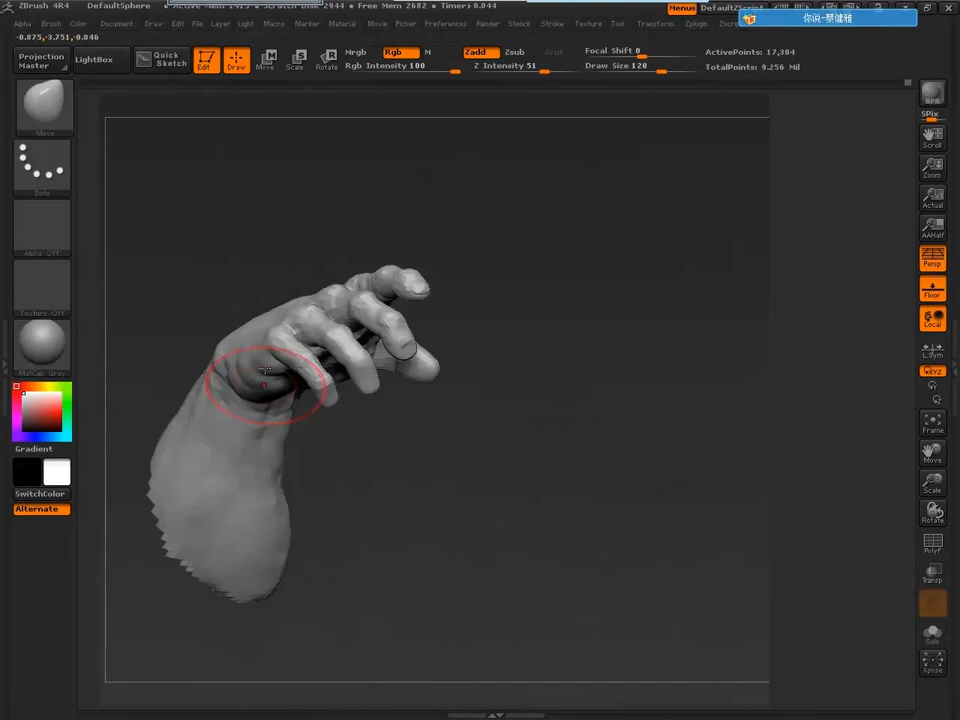 ZBrush 4R4
DefaultSphere
Free Mem 2682 ● Timer▸0.044
Menus
DefaultZScript
你说-蔡健雅
Alpha Brush Color Document Draw Edit File Layer Light Macro Marker Material Movie Picker Preferences Render Stencil Stroke Texture Tool Transform Zplugin
-0.875,-3.751,-0.046
Projection
Master
LightBox
Quick
Sketch
Edit
Draw
Move
Scale
Rotate
Mrgb
Rgb
M
Rgb Intensity 100
Zadd
Zsub
Z Intensity 51
Focal Shift 0
Draw Size 120
ActivePoints: 17,304
TotalPoints: 9.256 Mil
Move
Dots
Alpha Off
Texture Off
MatCap Gray
Gradient
SwitchColor
Alternate
BPR
SPix
Scroll
Zoom
Actual
AAHalf
Persp
Floor
Local
L.Sym
XYZ
Frame
Move
Scale
Rotate
PolyF
Transp
Solo
Xpose